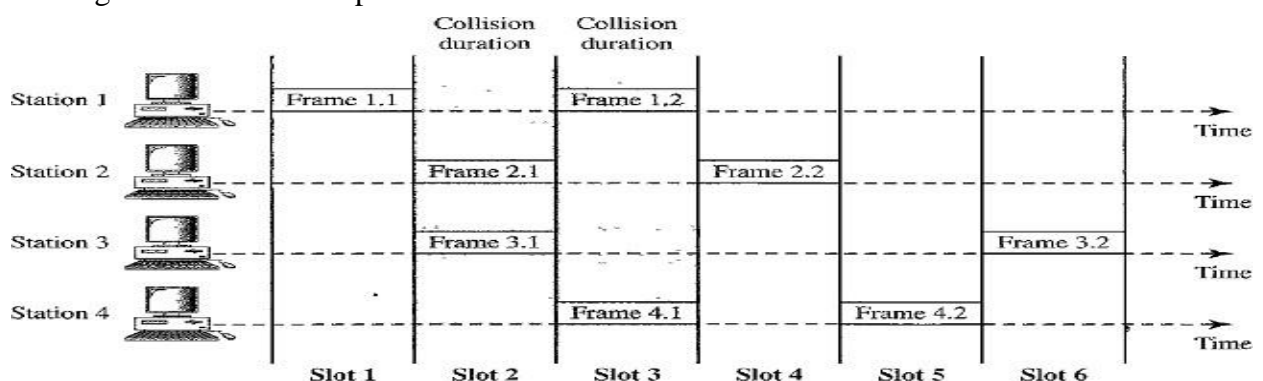 Collision duration
Collision duration
Station 1
Frame 1.1
Frame 1,2
Time
Station 2
Frame 2.1
Frame 2.2
Time
Station 3
Frame 3.1
Frame 3.2
Time
Station 4
Frame 4.1
Frame 4.2
Time
Slot 1
Slot 2
Slot 3
Slot 4
Slot 5
Slot 6